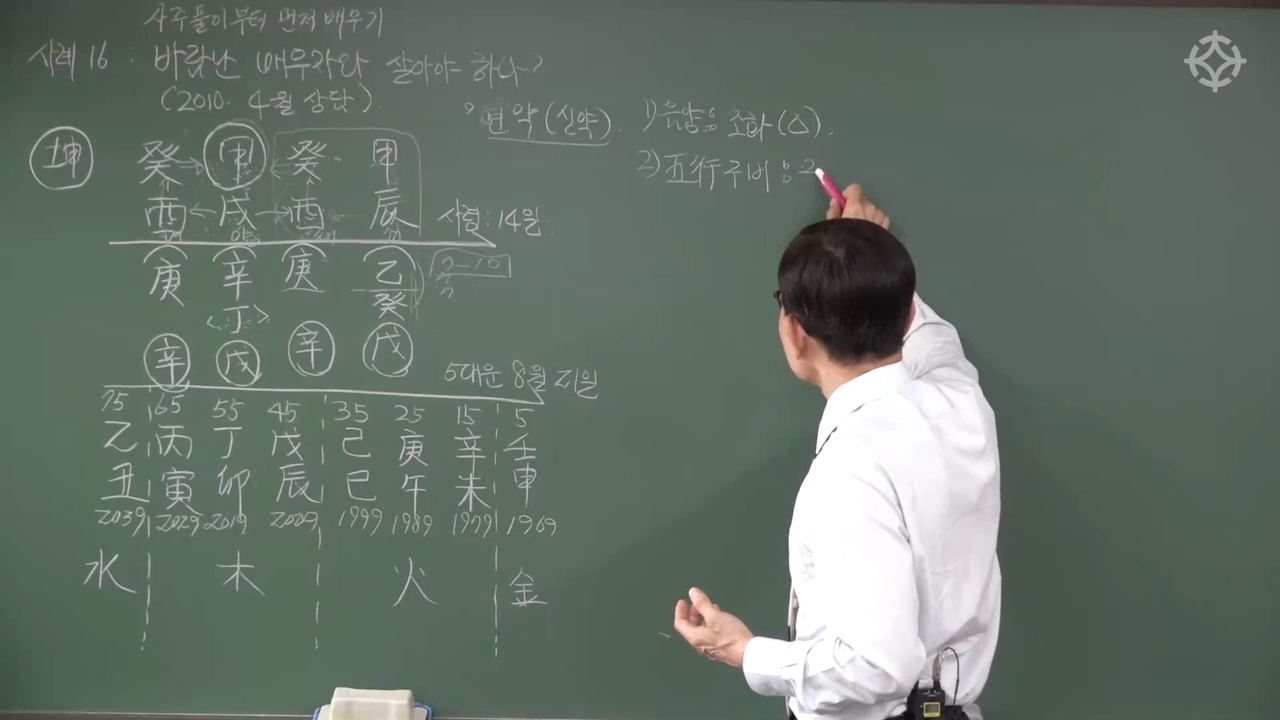 사주풀이부터 먼저 배우기
사례 16 : 바람난 배우자와 살아야 하나?
(2010. 4월 상담)
편약(신약). 1) 음양은 조화(△).
2) 五行구비
坤 癸 甲 癸 甲
酉 戌 酉 辰 사령: 14일
庚 辛 庚 乙
丁 癸
辛 戊 辛 戊
5대운 8월 21일
75 65 55 45 35 25 15 5
乙 丙 丁 戊 己 庚 辛 壬
丑 寅 卯 辰 巳 午 未 申
2039 2029 2019 2009 1999 1989 1979 1969
水 木 火 金